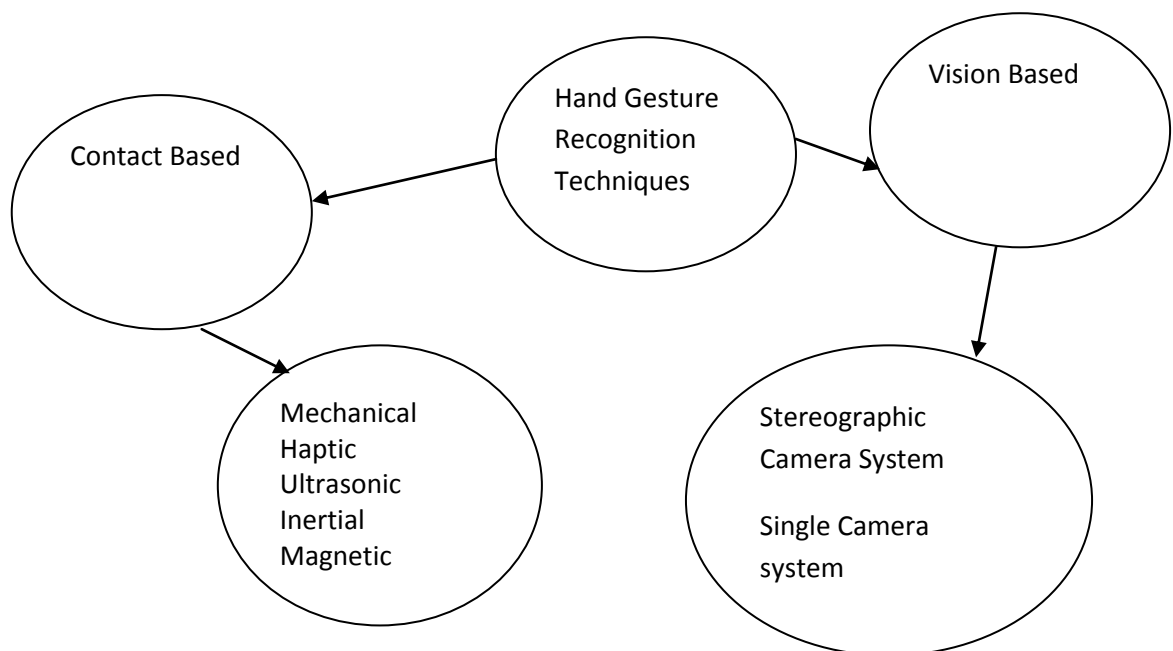 Hand Gesture
Recognition
Techniques
Vision Based
Contact Based
Mechanical
Haptic
Ultrasonic
Inertial
Magnetic
Stereographic
Camera System
Single Camera
system